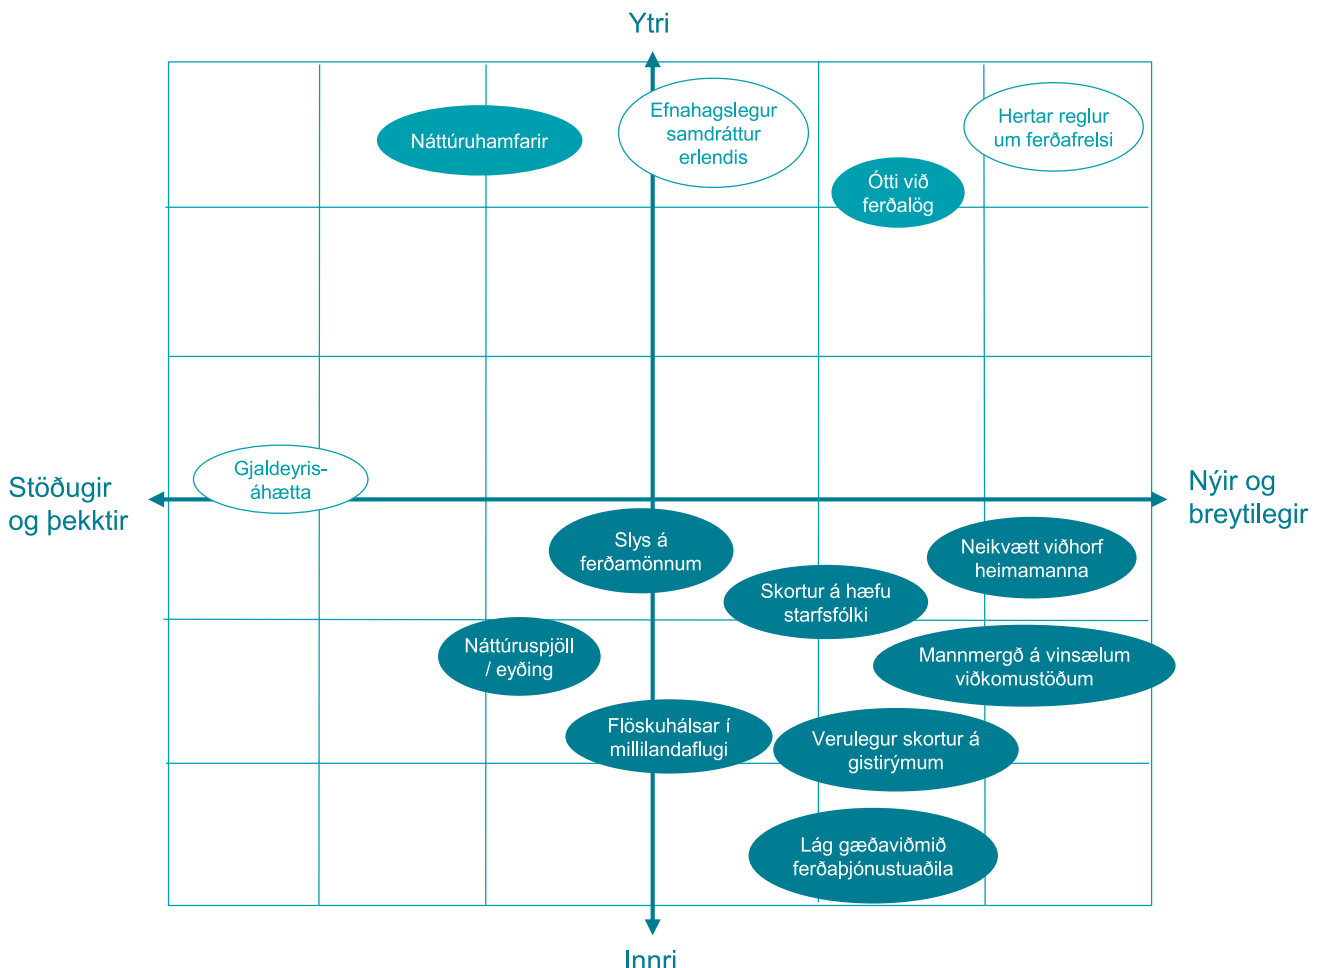 Ytri
Efnahagslegur
samdráttur
erlendis
Hertar reglur
um ferðafrelsi
Náttúruhamfarir
Ótti við
ferðalög
Gjaldeyris-
áhætta
Stöðugir
og þekktir
Nýir og
breytilegir
Slys á
ferðamönnum
Neikvætt viðhorf
heimamanna
Skortur á hæfu
starfsfólki
Náttúruspjöll
/ eyðing
Mannmergð á vinsælum
viðkomustöðum
Flöskuhálsar í
millilandaflugi
Verulegur skortur á
gistirýmum
Lág gæðaviðmið
ferðaþjónustuaðila
Innri